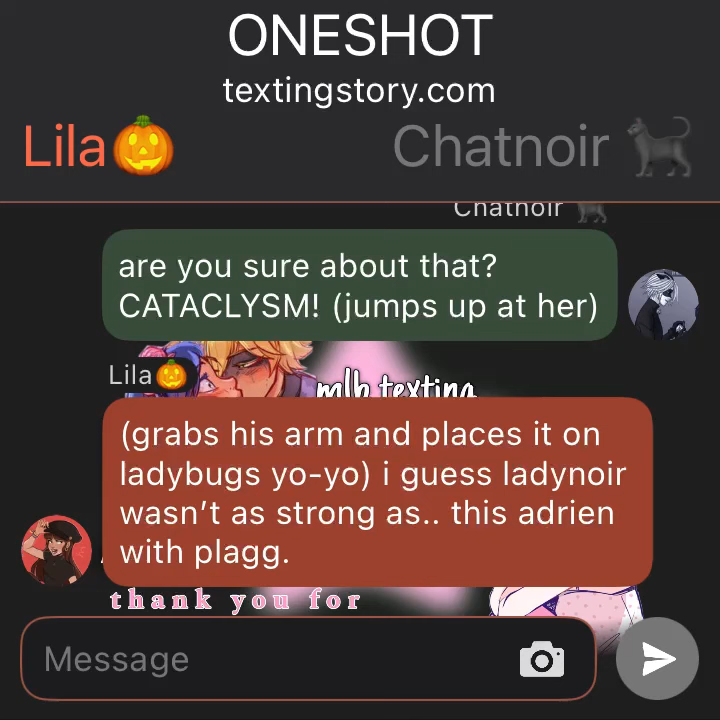 ONESHOT
textingstory.com
Lila🎃 Chatnoir 🐈‍⬛
Chatnoir 🐈‍⬛
are you sure about that?
CATACLYSM! (jumps up at her)
Lila🎃
mlb texting
(grabs his arm and places it on
ladybugs yo-yo) i guess ladynoir
wasn’t as strong as.. this adrien
with plagg.
thank you for
Message